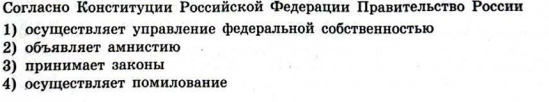 Согласно Конституции Российской Федерации Правительство России
1) осуществляет управление федеральной собственностью
2) объявляет амнистию
3) принимает законы
4) осуществляет помилование